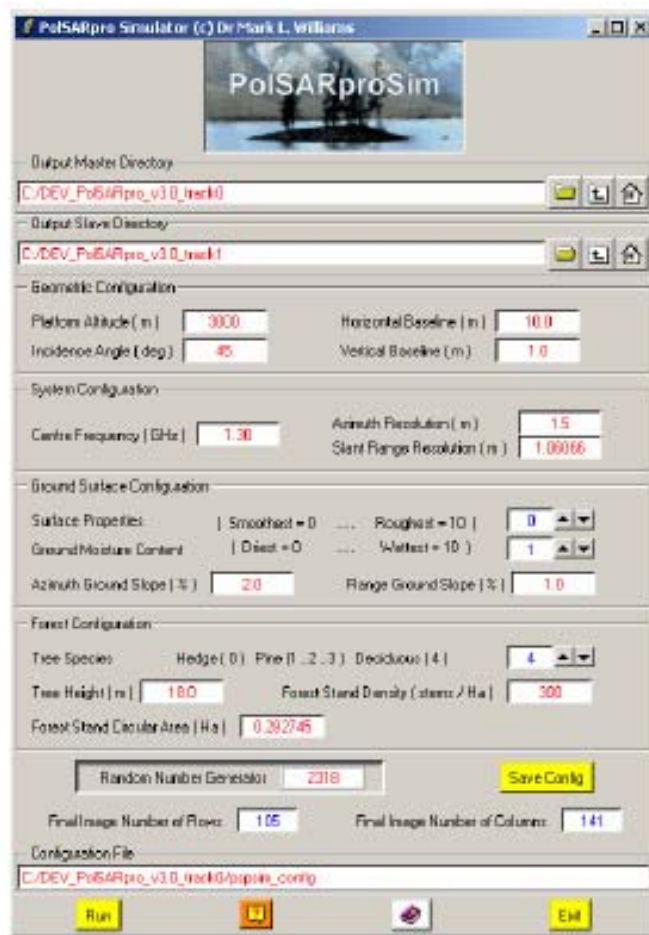 PolSARpro Simulator (c) Dr Mark L. Williams
PolSARproSim
Output Master Directory
C:/DEV_PolSARpro_v3.0_track0
Output Slave Directory
C:/DEV_PolSARpro_v3.0_track1
Geometric Configuration
Platform Altitude ( m ) 3000 Horizontal Baseline ( m ) 10.0
Incidence Angle ( deg ) 45 Vertical Baseline ( m ) 1.0
System Configuration
Centre Frequency ( GHz ) 1.30 Azimuth Resolution ( m ) 1.5
Slant Range Resolution ( m ) 1.06066
Ground Surface Configuration
Surface Properties ( Smoothest = 0 ... Roughest = 10 ) 0
Ground Moisture Content ( Driest = 0 ... Wettest = 10 ) 1
Azimuth Ground Slope ( % ) 2.0 Range Ground Slope ( % ) 1.0
Forest Configuration
Tree Species Hedge ( 0 ) Pine (1 ..2 ..3 ) Deciduous ( 4 ) 4
Tree Height ( m ) 18.0 Forest Stand Density ( stems / Ha ) 300
Forest Stand Circular Area ( Ha ) 0.282745
Random Number Generator 2318 Save Config
Final Image Number of Rows 105 Final Image Number of Columns 141
Configuration File
C:/DEV_PolSARpro_v3.0_track0/pspsim_config
Run ? Exit